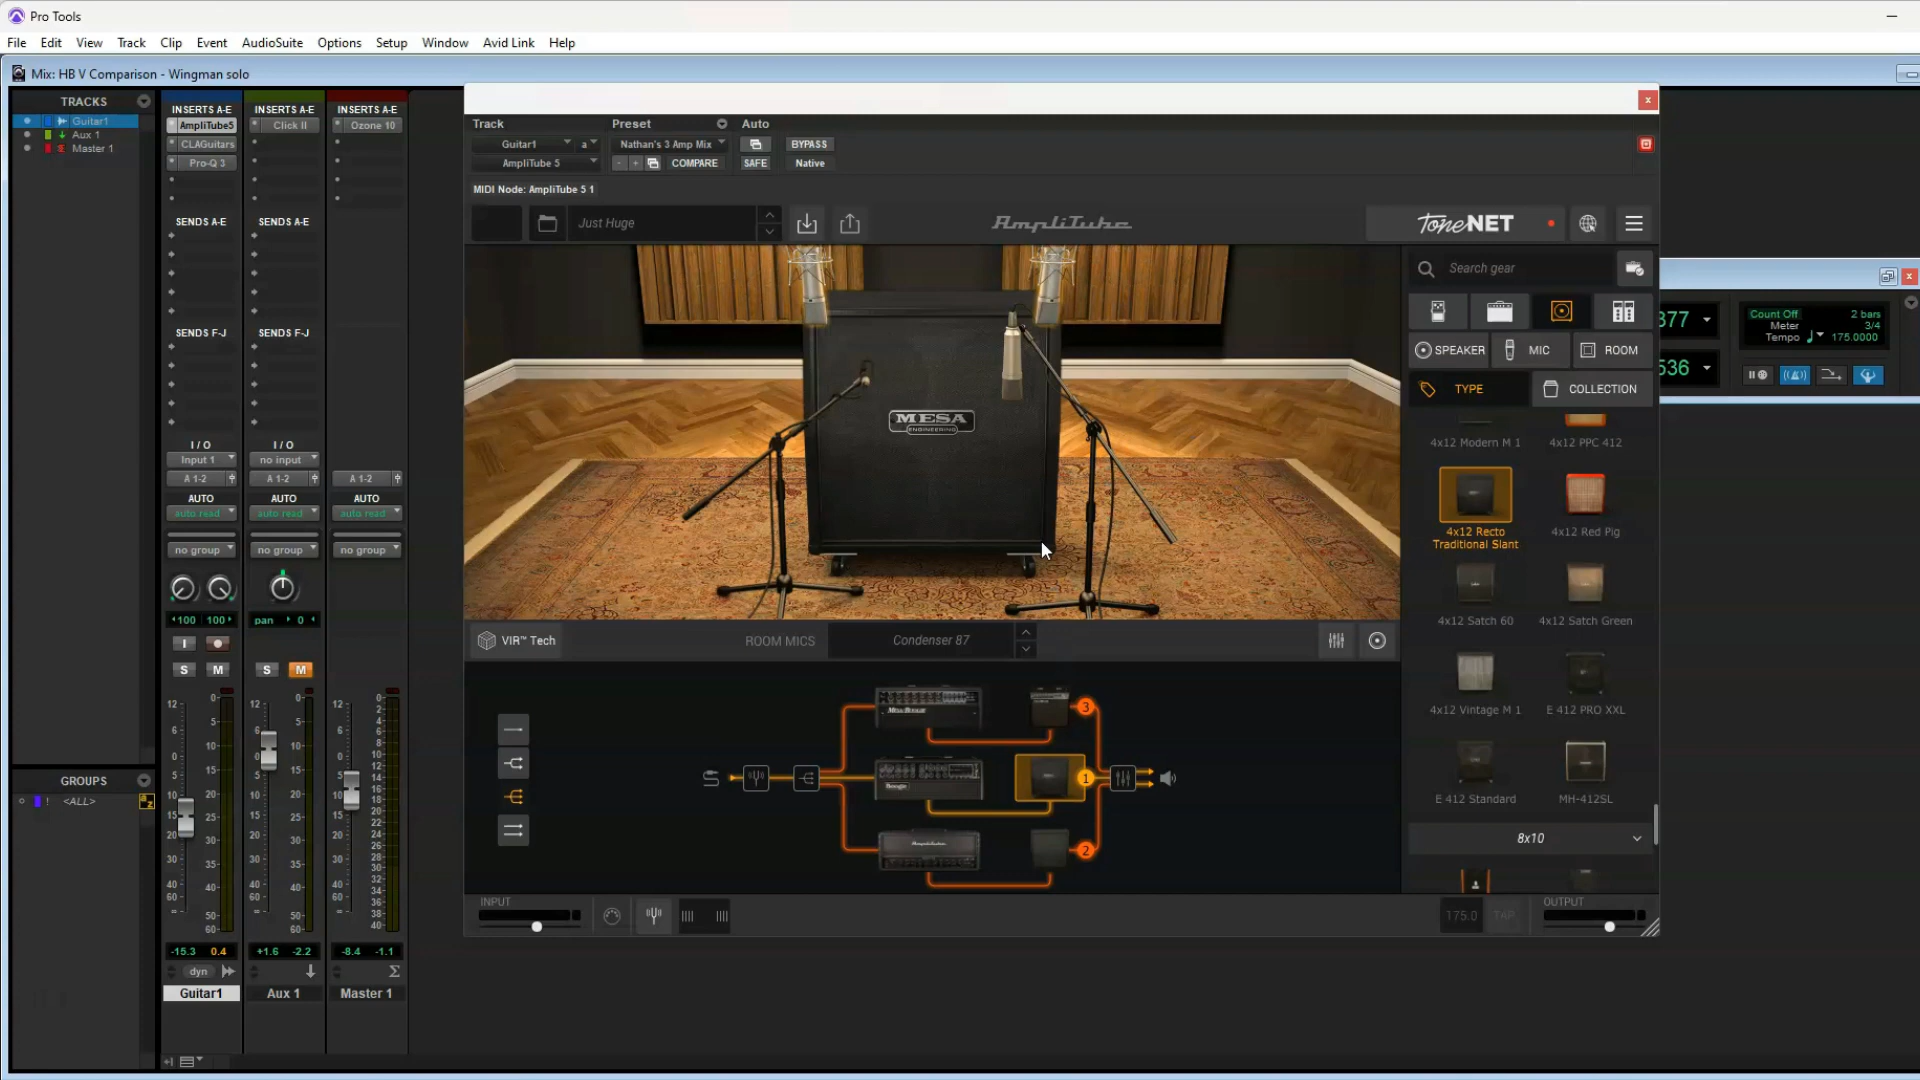 Pro Tools
File Edit View Track Clip Event AudioSuite Options Setup Window Avid Link Help
Mix: HB V Comparison - Wingman solo
TRACKS
Guitar1
Aux 1
Master 1
GROUPS
! <ALL>
a z
INSERTS A-E INSERTS A-E INSERTS A-E
AmpliTube5 Click II Ozone 10
CLAGuitars
Pro-Q 3
SENDS A-E SENDS A-E
SENDS F-J SENDS F-J
I / O I / O
Input 1 no input
A 1-2 A 1-2 A 1-2
AUTO AUTO AUTO
auto read auto read auto read
no group no group no group
100 100 pan 0
I
S M S M
-15.3 0.4 +1.6 -2.2 -8.4 -1.1
dyn
Guitar1 Aux 1 Master 1
Track Preset Auto
Guitar1 a Nathan's 3 Amp Mix BYPASS
AmpliTube 5 - + COMPARE SAFE Native
MIDI Node: AmpliTube 5 1
Just Huge AmpliTube ToneNET
MESA
ENGINEERING
VIR™ Tech ROOM MICS Condenser 87
MESA/BOOGIE
3
Boogie
1
AmpliTube
2
INPUT
175.0 TAP
OUTPUT
Search gear
SPEAKER MIC ROOM
TYPE COLLECTION
4x12 Modern M 1 4x12 PPC 412
4x12 Recto Traditional Slant 4x12 Red Pig
4x12 Satch 60 4x12 Satch Green
4x12 Vintage M 1 E 412 PRO XXL
E 412 Standard MH-412SL
8x10
377
536
Count Off 2 bars
Meter 3/4
Tempo 175.0000